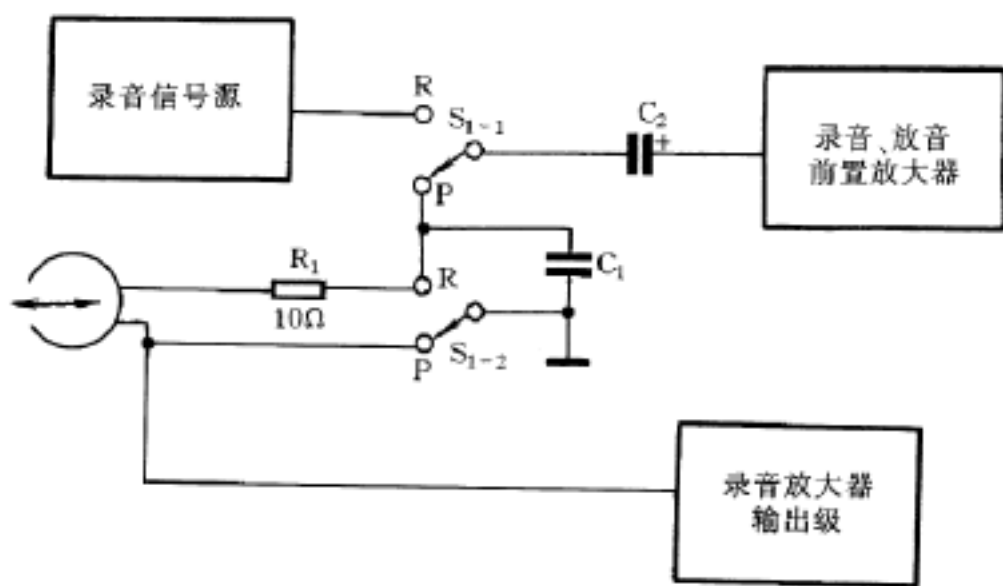 录音信号源
R
S₁₋₁
C₂
+
录音、放音
前置放大器
P
R₁
R
C₁
10Ω
P
S₁₋₂
录音放大器
输出级